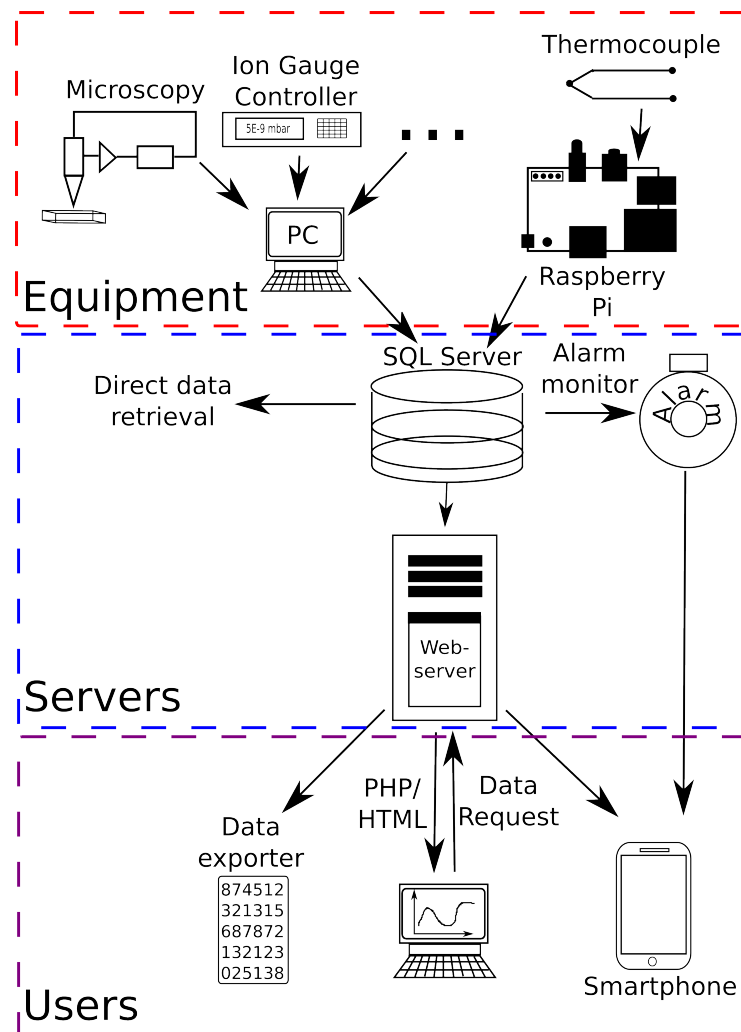 Thermocouple
Ion Gauge
Controller
Microscopy
5E-9 mbar
PC
Raspberry
Pi
Equipment
SQL Server
Alarm
monitor
Direct data
retrieval
Alarm
Web-
server
Servers
PHP/
HTML
Data
Request
Data
exporter
874512
321315
687872
132123
025138
Smartphone
Users